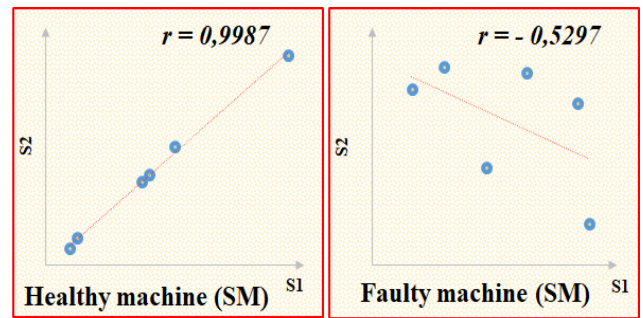 r = 0,9987
S2
Healthy machine (SM)
S1
r = - 0,5297
S2
Faulty machine (SM)
S1